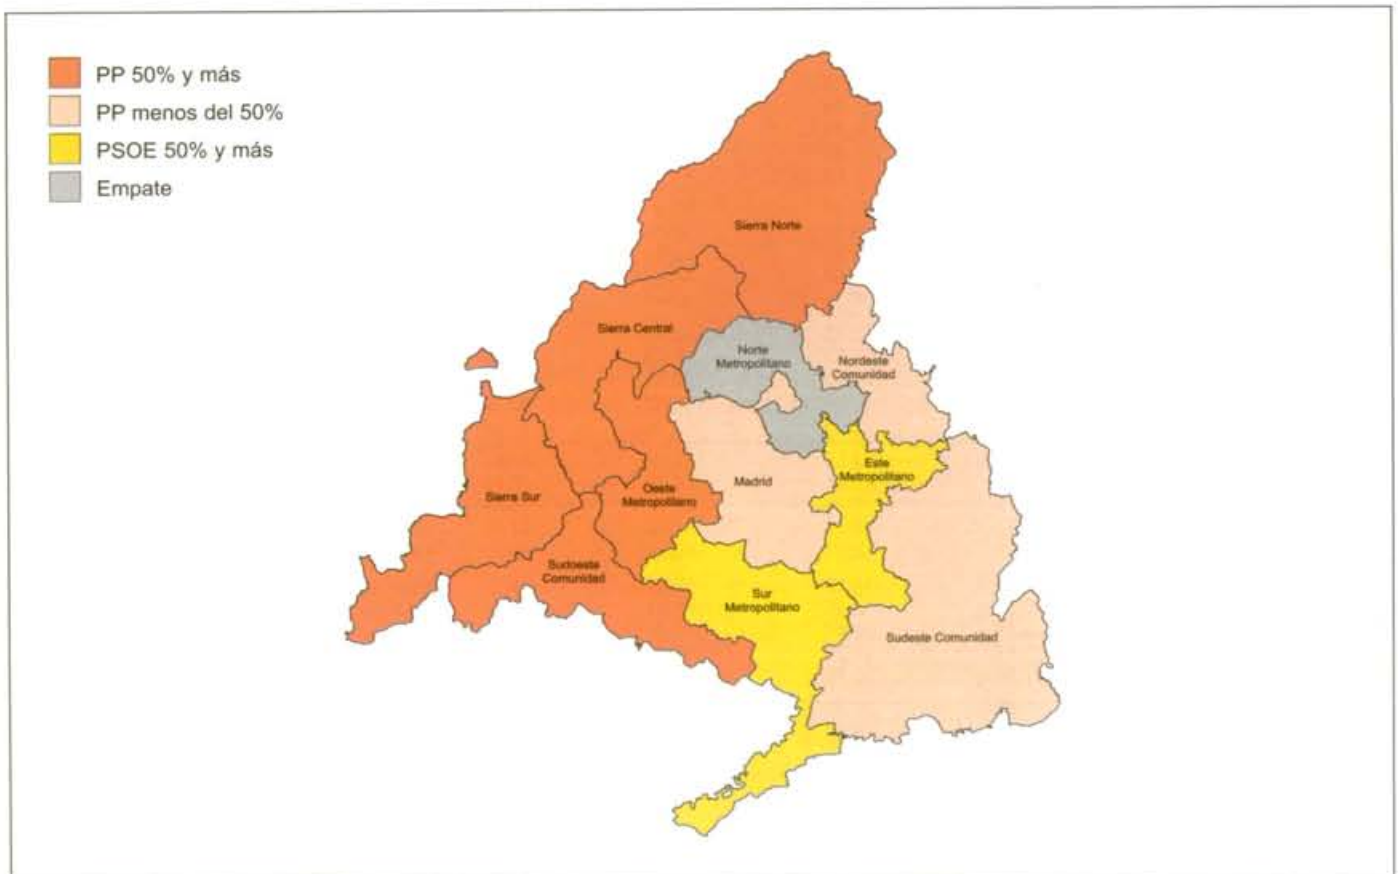 PP 50% y más
PP menos del 50%
PSOE 50% y más
Empate
Sierra Norte
Sierra Central
Norte
Metropolitano
Nordeste
Comunidad
Este
Metropolitano
Madrid
Oeste
Metropolitano
Sierra Sur
Sudoeste
Comunidad
Sur
Metropolitano
Sudeste Comunidad